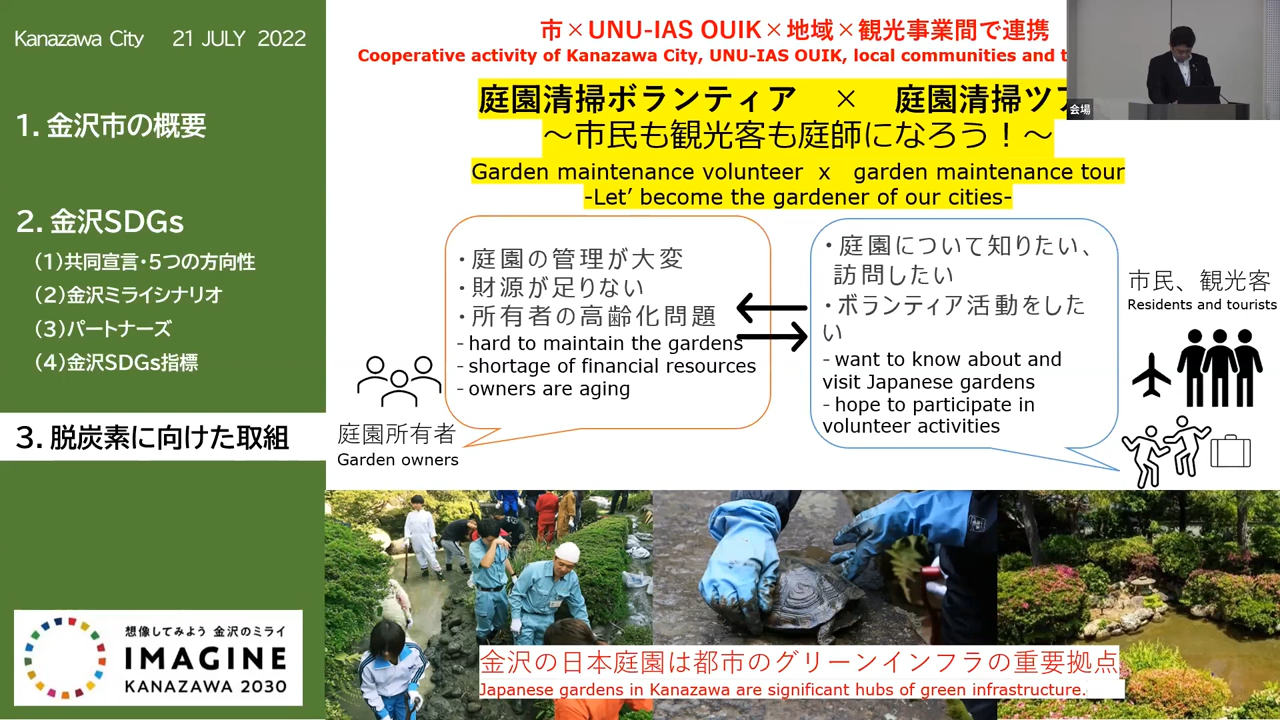 Kanazawa City 21 JULY 2022
1. 金沢市の概要
2. 金沢SDGs
(1)共同宣言・5つの方向性
(2)金沢ミライシナリオ
(3)パートナーズ
(4)金沢SDGs指標
3. 脱炭素に向けた取組
想像してみよう 金沢のミライ
IMAGINE
KANAZAWA 2030
市×UNU-IAS OUIK×地域×観光事業間で連携
Cooperative activity of Kanazawa City, UNU-IAS OUIK, local communities and t
会場
庭園清掃ボランティア × 庭園清掃ツ
～市民も観光客も庭師になろう！～
Garden maintenance volunteer x garden maintenance tour
-Let’ become the gardener of our cities-
・庭園の管理が大変
・財源が足りない
・所有者の高齢化問題
- hard to maintain the gardens
- shortage of financial resources
- owners are aging
庭園所有者
Garden owners
・庭園について知りたい、
訪問したい
・ボランティア活動をした
い
- want to know about and
visit Japanese gardens
- hope to participate in
volunteer activities
市民、観光客
Residents and tourists
金沢の日本庭園は都市のグリーンインフラの重要拠点
Japanese gardens in Kanazawa are significant hubs of green infrastructure.